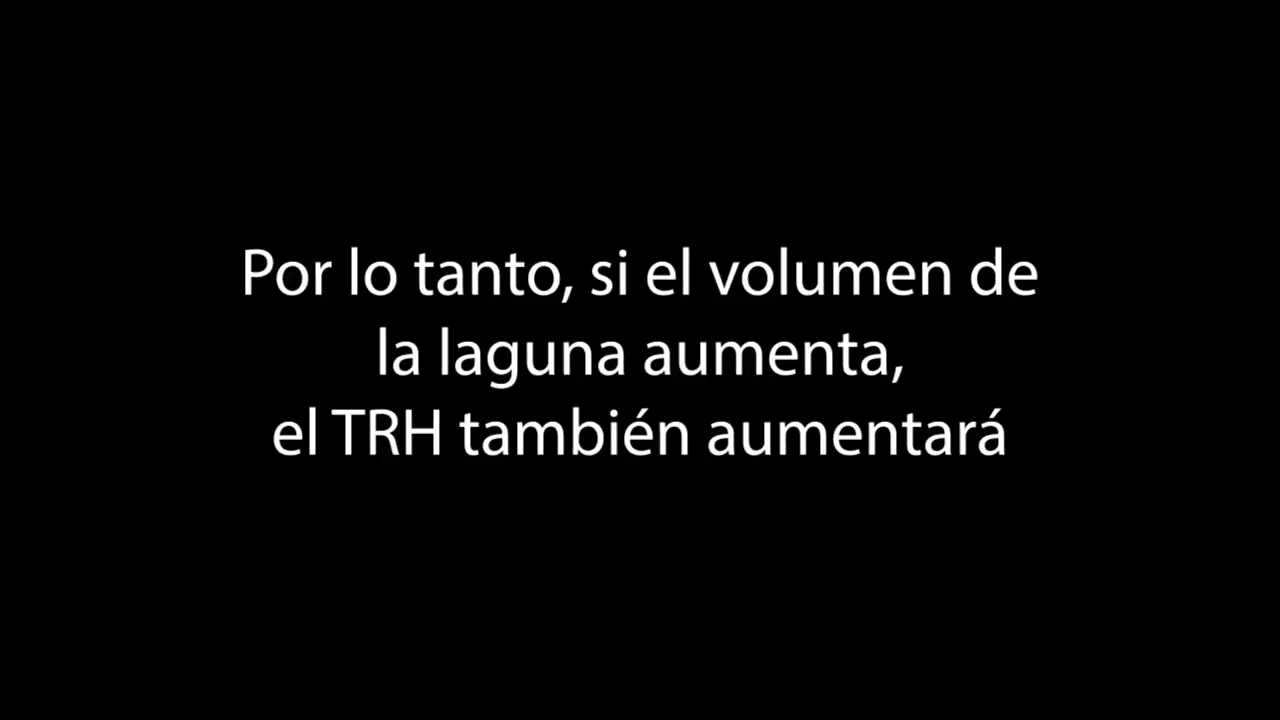 Por lo tanto, si el volumen de
la laguna aumenta,
el TRH también aumentará